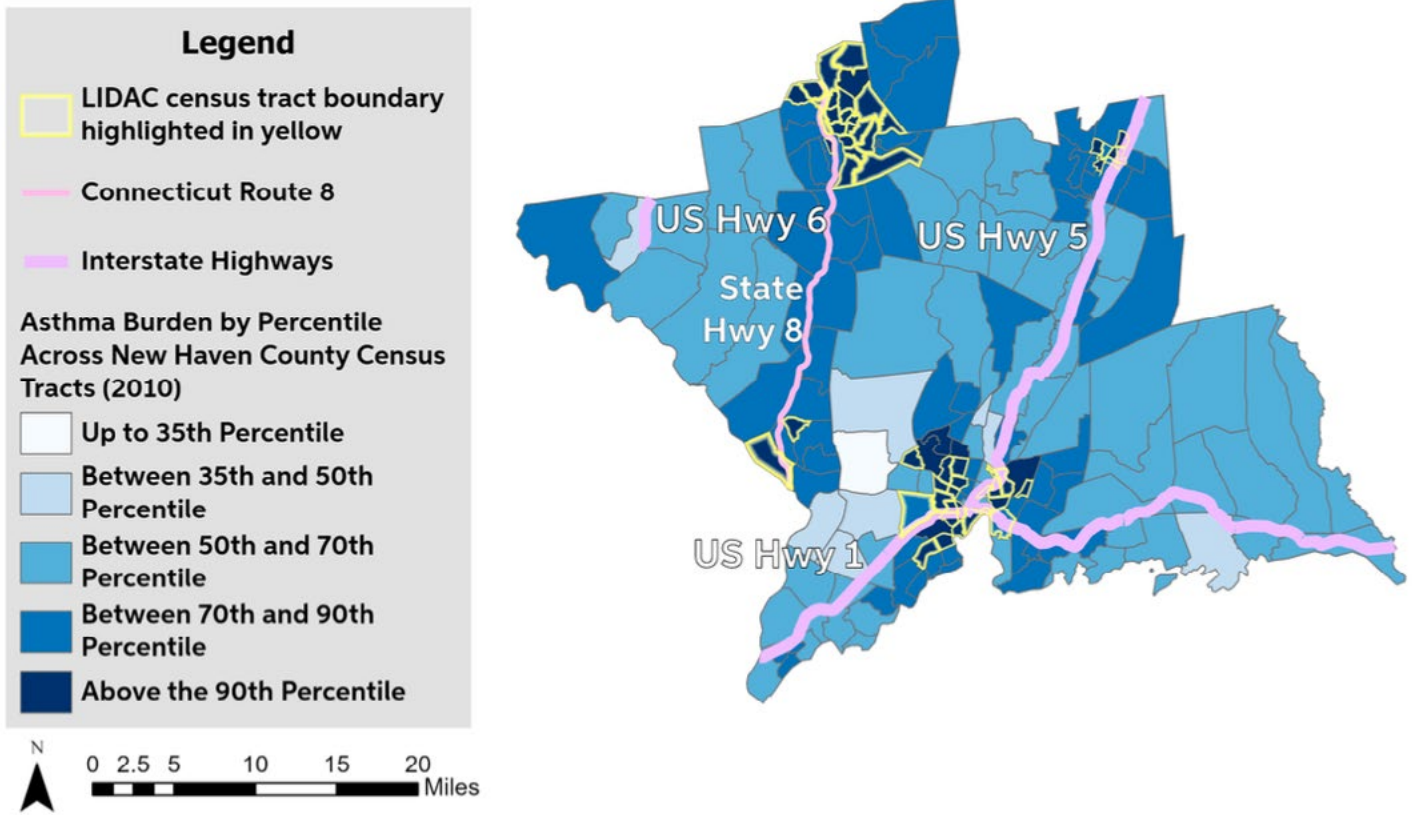 Legend
LIDAC census tract boundary
highlighted in yellow
Connecticut Route 8
Interstate Highways
Asthma Burden by Percentile
Across New Haven County Census
Tracts (2010)
Up to 35th Percentile
Between 35th and 50th
Percentile
Between 50th and 70th
Percentile
Between 70th and 90th
Percentile
Above the 90th Percentile
N
0 2.5 5 10 15 20
Miles
US Hwy 6
US Hwy 5
State
Hwy 8
US Hwy 1